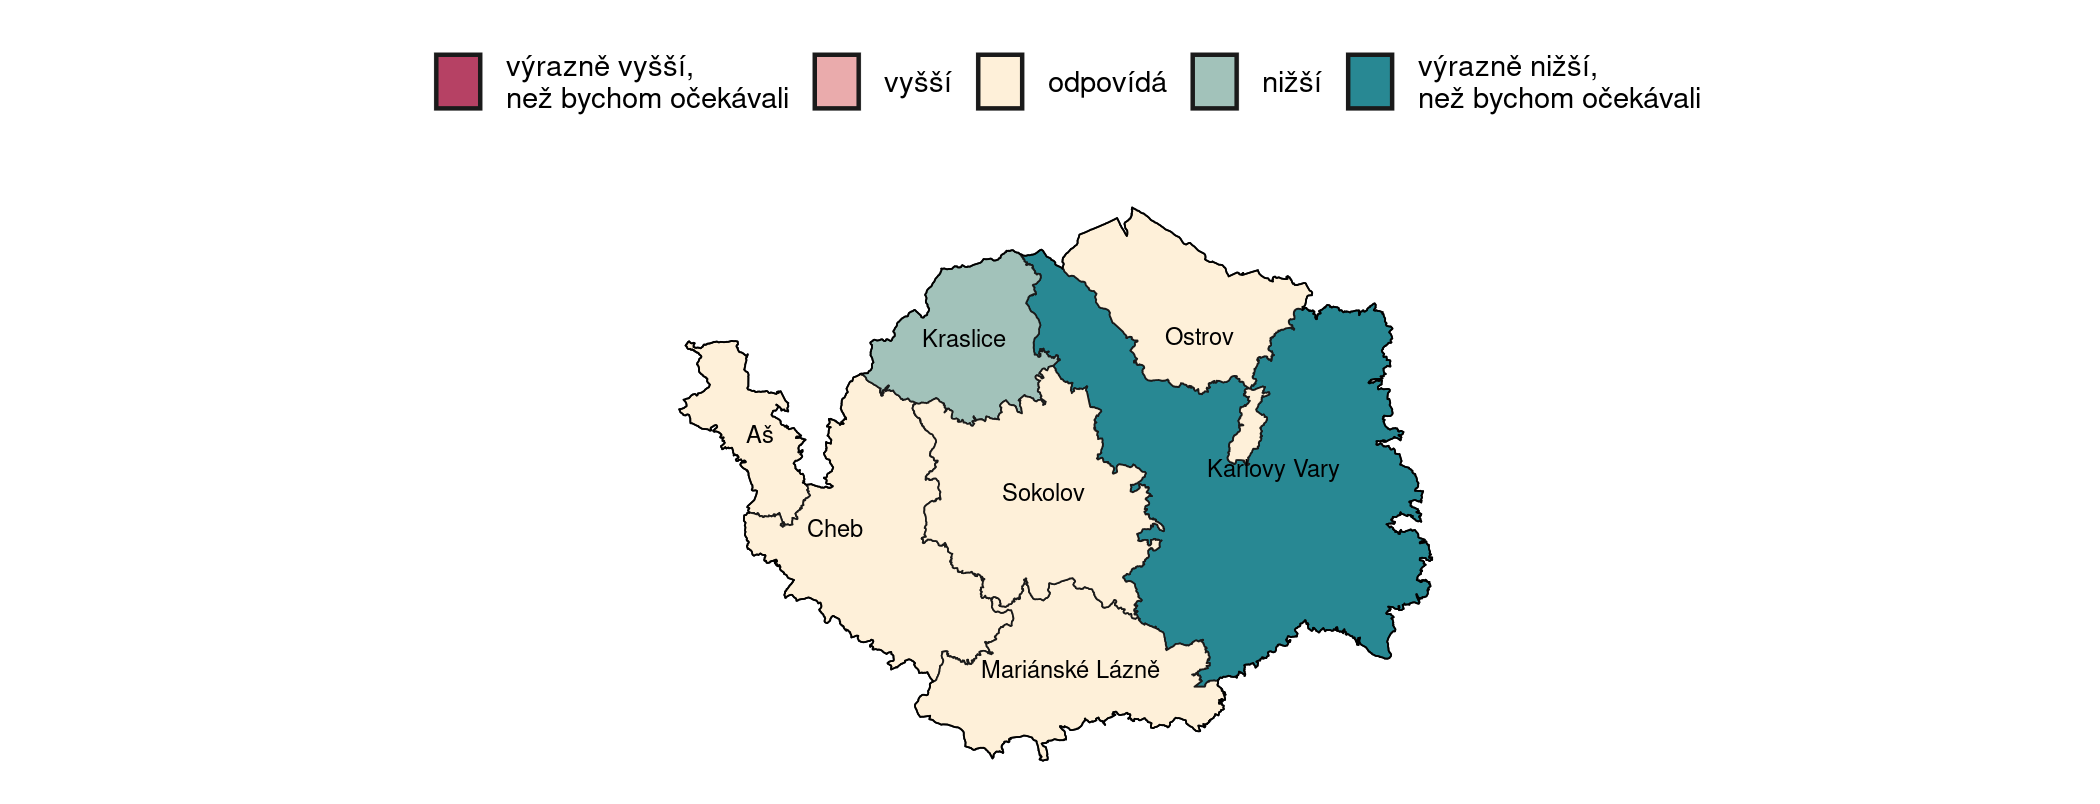 výrazně vyšší,
než bychom očekávali
vyšší
odpovídá
nižší
výrazně nižší,
než bychom očekávali
Ostrov
Kraslice
Aš
Karlovy Vary
Sokolov
Cheb
Mariánské Lázně